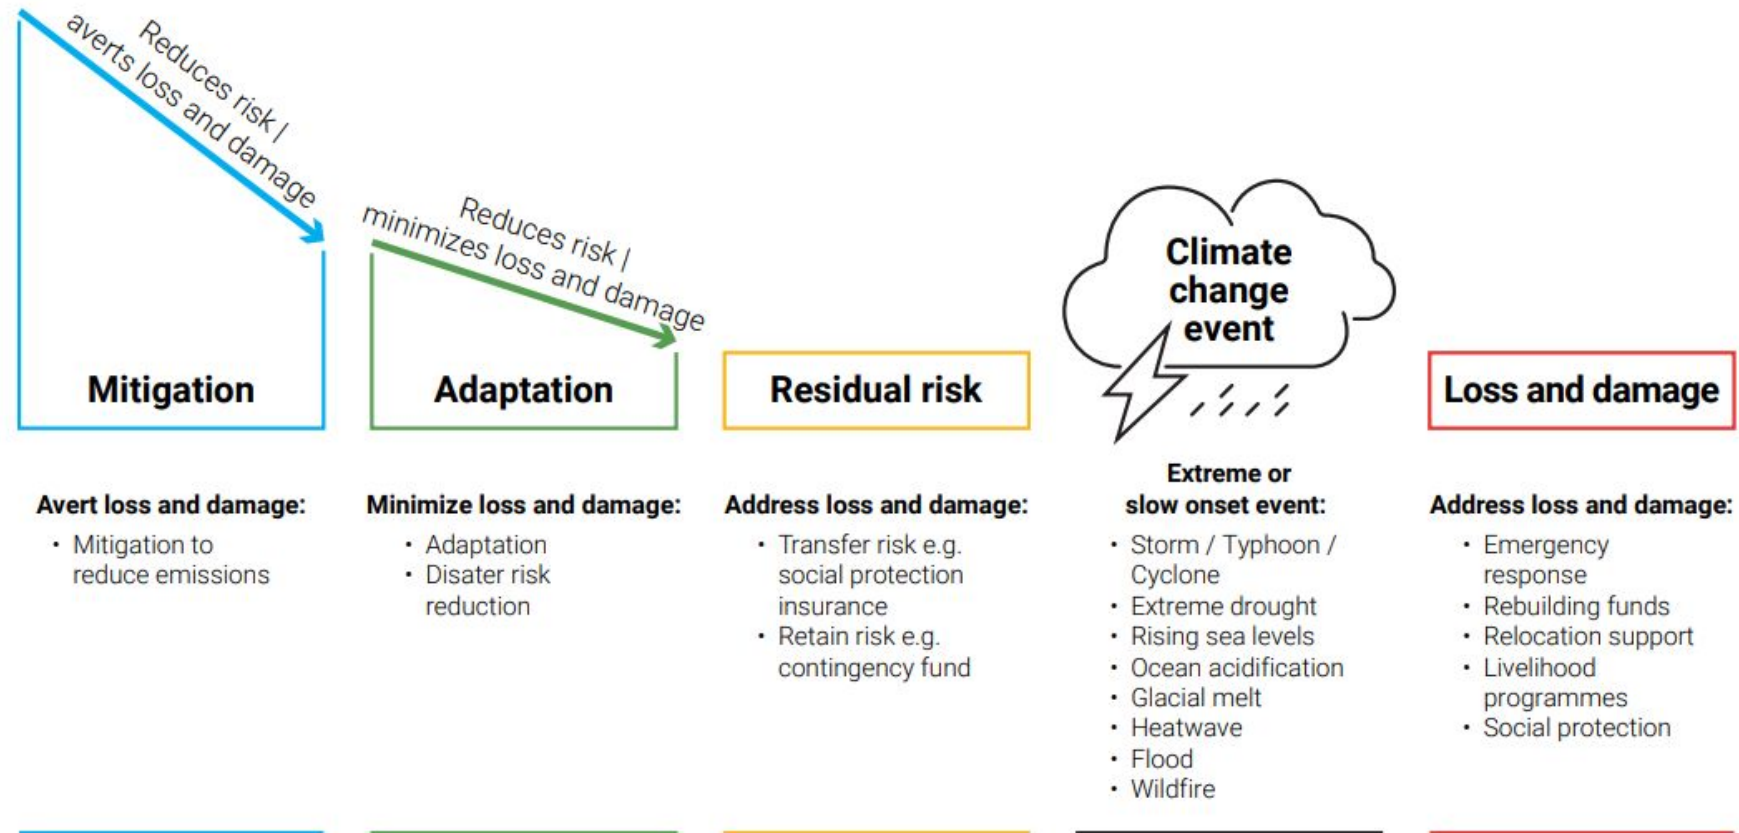 Reduces risk |
averts loss and damage
Reduces risk |
minimizes loss and damage
Mitigation
Adaptation
Residual risk
Climate
change
event
Loss and damage
Avert loss and damage:
• Mitigation to
reduce emissions
Minimize loss and damage:
• Adaptation
• Disater risk
reduction
Address loss and damage:
• Transfer risk e.g.
social protection
insurance
• Retain risk e.g.
contingency fund
Extreme or
slow onset event:
• Storm / Typhoon /
Cyclone
• Extreme drought
• Rising sea levels
• Ocean acidification
• Glacial melt
• Heatwave
• Flood
• Wildfire
Address loss and damage:
• Emergency
response
• Rebuilding funds
• Relocation support
• Livelihood
programmes
• Social protection